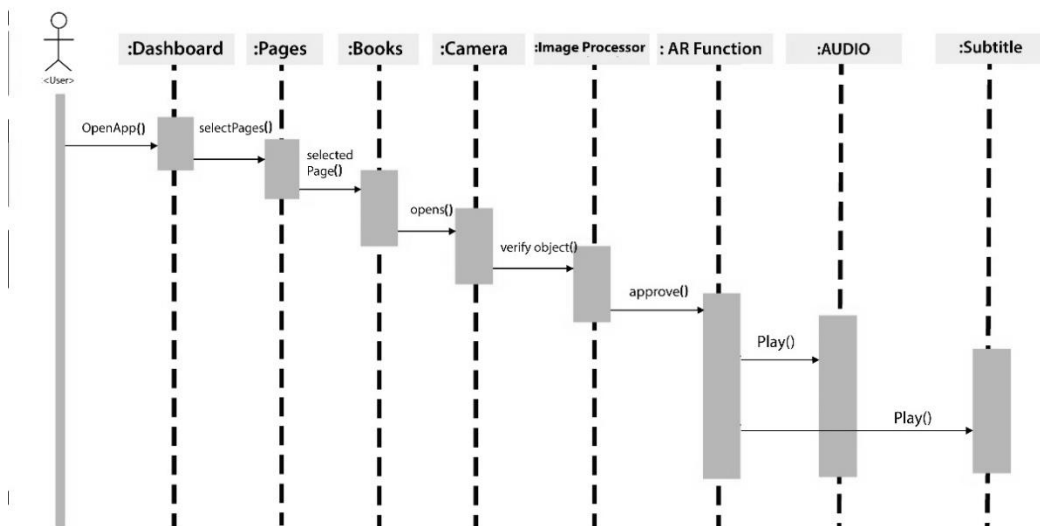 :Dashboard
:Pages
:Books
:Camera
:Image Processor
: AR Function
:AUDIO
:Subtitle
<User>
OpenApp()
selectPages()
selected
Page()
opens()
verify object()
approve()
Play()
Play()